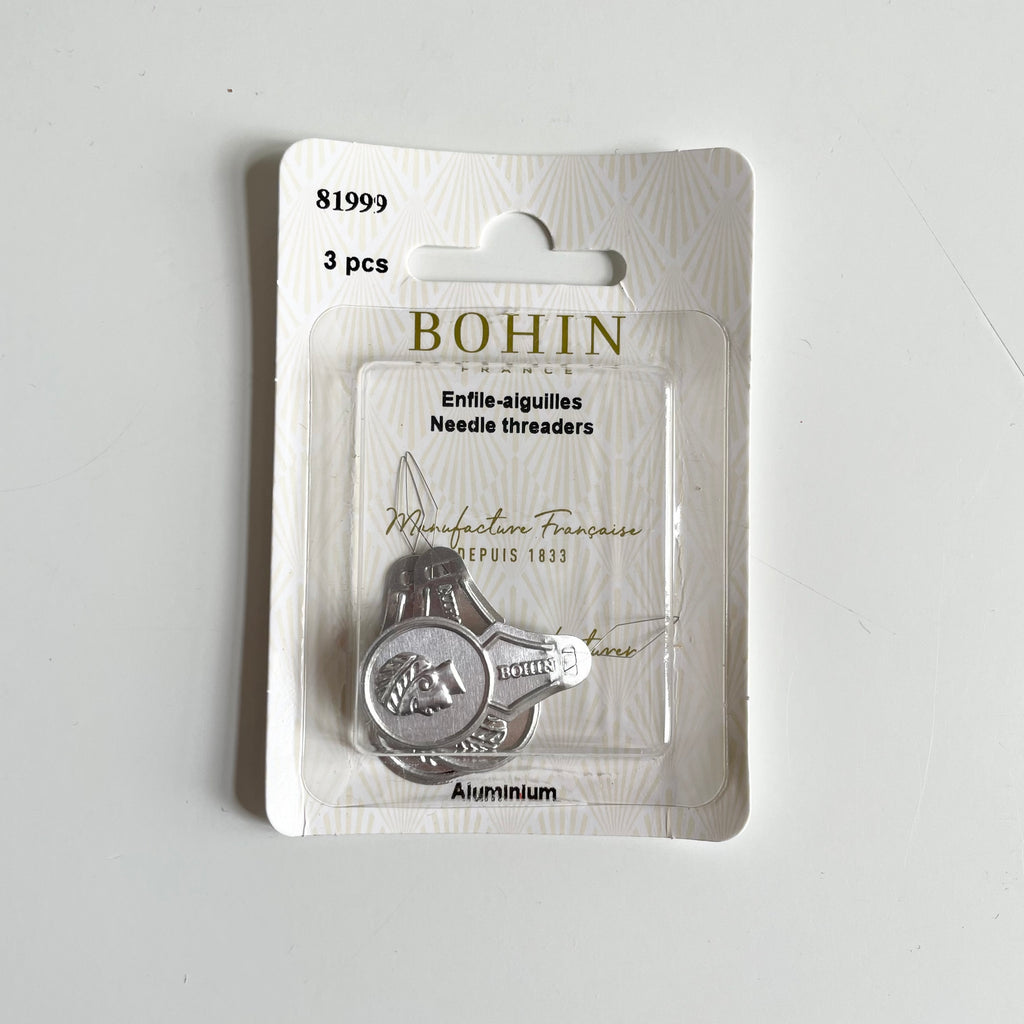 81999
3 pcs
BOHIN
FRANCE
Enfile-aiguilles
Needle threaders
Manufacture Française
DEPUIS 1833
BOHIN
Aluminium